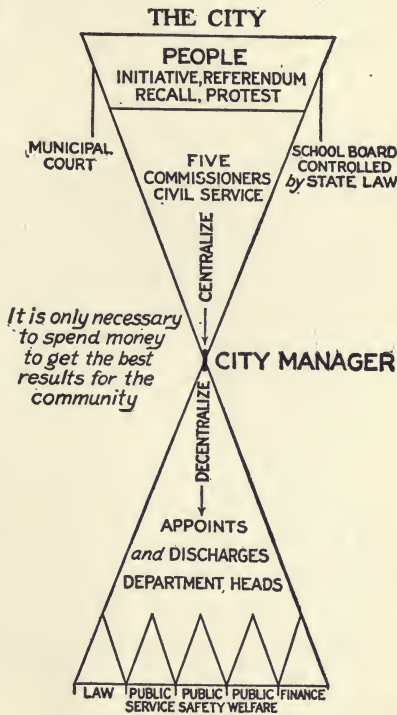 THE CITY
PEOPLE
INITIATIVE, REFERENDUM
RECALL, PROTEST
MUNICIPAL
COURT
FIVE
COMMISSIONERS
CIVIL SERVICE
SCHOOL BOARD
CONTROLLED
by STATE LAW
CENTRALIZE
It is only necessary
to spend money
to get the best
results for the
community
CITY MANAGER
DECENTRALIZE
APPOINTS
and DISCHARGES
DEPARTMENT, HEADS
LAW
PUBLIC
SERVICE
PUBLIC
SAFETY
PUBLIC
WELFARE
FINANCE